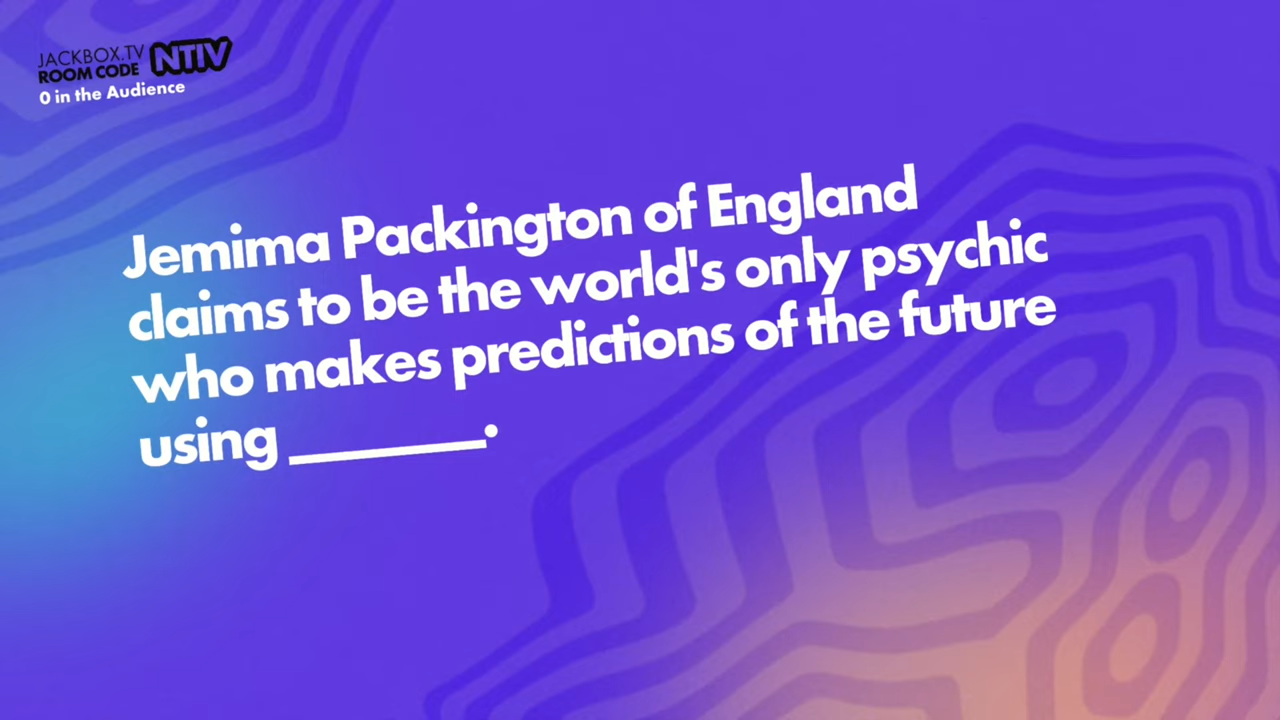 JACKBOX.TV
ROOM CODE NTIV
0 in the Audience
Jemima Packington of England
claims to be the world's only psychic
who makes predictions of the future
using ________.